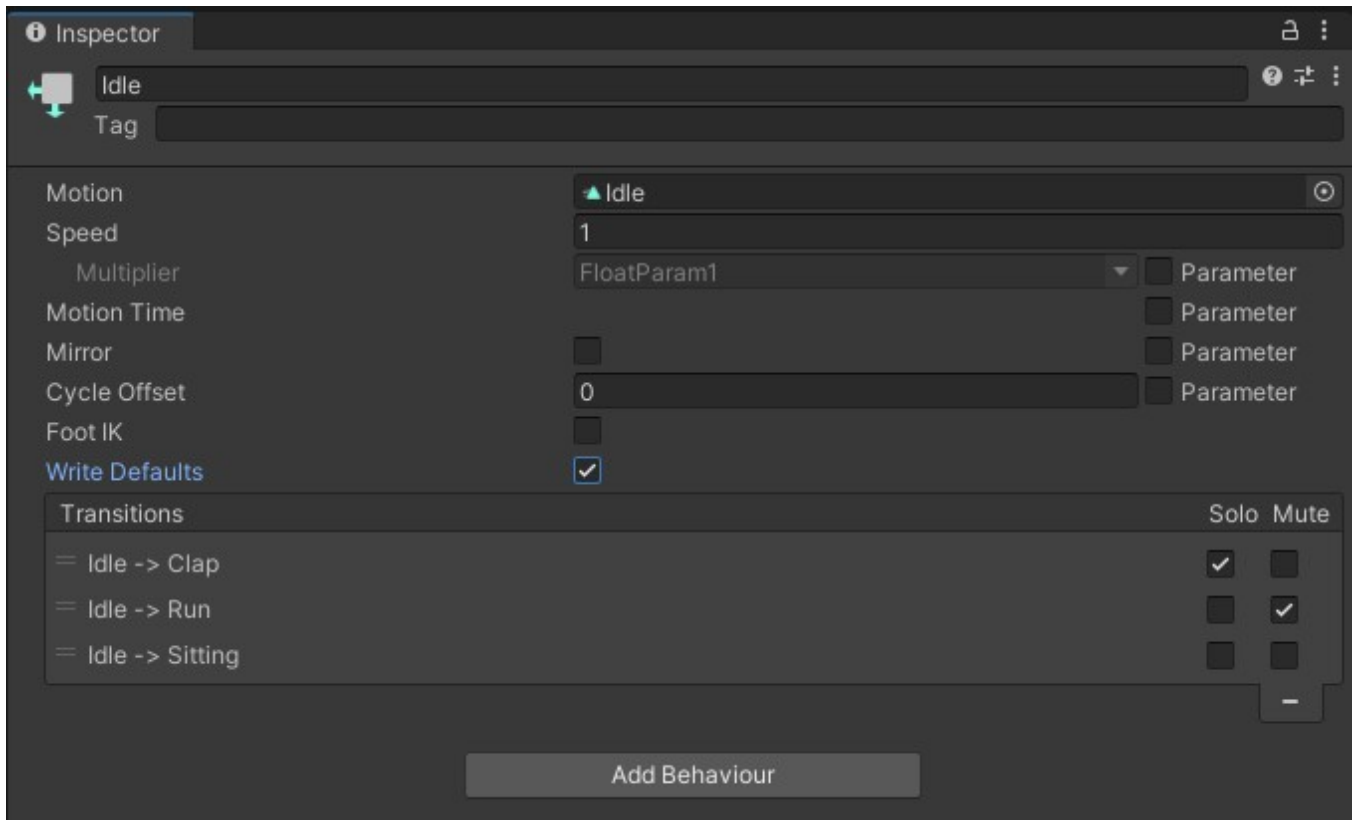 Inspector
Idle
Tag
Motion Idle
Speed 1
Multiplier FloatParam1 Parameter
Motion Time Parameter
Mirror Parameter
Cycle Offset 0 Parameter
Foot IK
Write Defaults
Transitions Solo Mute
Idle -> Clap
Idle -> Run
Idle -> Sitting
Add Behaviour